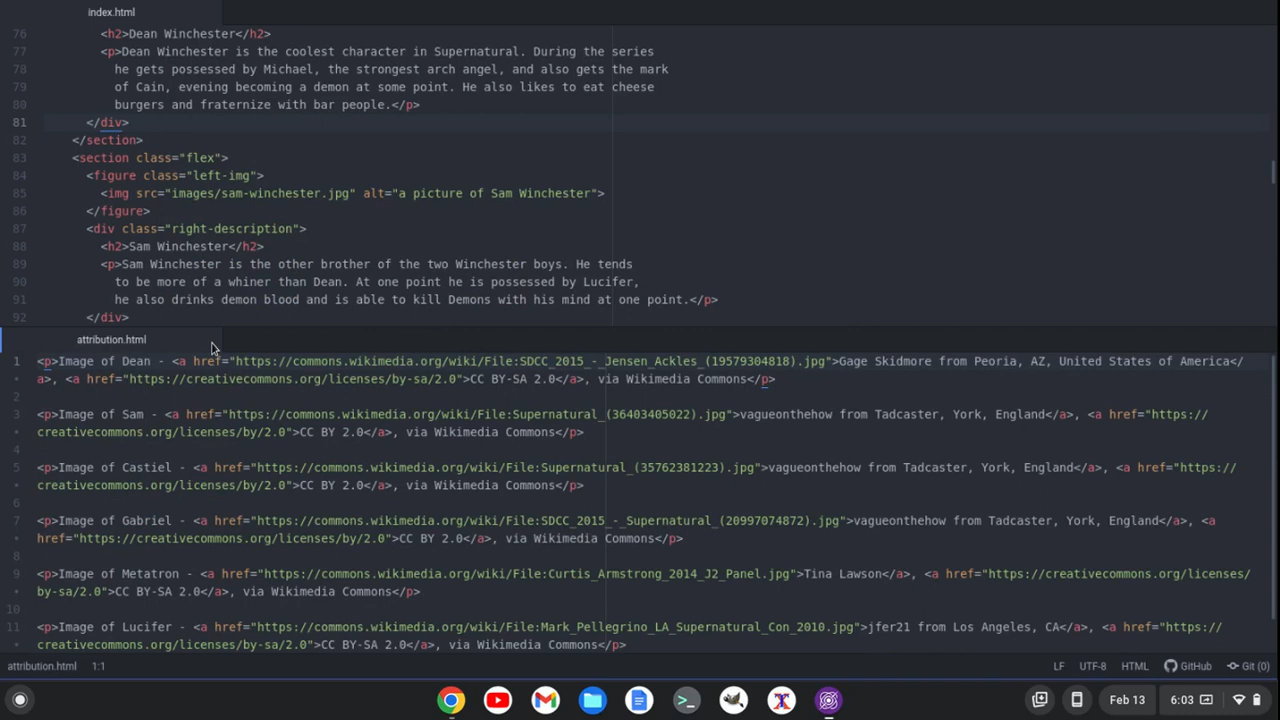 index.html
76 <h2>Dean Winchester</h2>
77 <p>Dean Winchester is the coolest character in Supernatural. During the series
78 he gets possessed by Michael, the strongest arch angel, and also gets the mark
79 of Cain, evening becoming a demon at some point. He also likes to eat cheese
80 burgers and fraternize with bar people.</p>
81 </div>
82 </section>
83 <section class="flex">
84 <figure class="left-img">
85 <img src="images/sam-winchester.jpg" alt="a picture of Sam Winchester">
86 </figure>
87 <div class="right-description">
88 <h2>Sam Winchester</h2>
89 <p>Sam Winchester is the other brother of the two Winchester boys. He tends
90 to be more of a whiner than Dean. At one point he is possessed by Lucifer,
91 he also drinks demon blood and is able to kill Demons with his mind at one point.</p>
92 </div>
attribution.html
1 <p>Image of Dean - <a href="https://commons.wikimedia.org/wiki/File:SDCC_2015_-_Jensen_Ackles_(19579304818).jpg">Gage Skidmore from Peoria, AZ, United States of America</
• a>, <a href="https://creativecommons.org/licenses/by-sa/2.0">CC BY-SA 2.0</a>, via Wikimedia Commons</p>
2
3 <p>Image of Sam - <a href="https://commons.wikimedia.org/wiki/File:Supernatural_(36403405022).jpg">vagueonthehow from Tadcaster, York, England</a>, <a href="https://
• creativecommons.org/licenses/by/2.0">CC BY 2.0</a>, via Wikimedia Commons</p>
4
5 <p>Image of Castiel - <a href="https://commons.wikimedia.org/wiki/File:Supernatural_(35762381223).jpg">vagueonthehow from Tadcaster, York, England</a>, <a href="https://
• creativecommons.org/licenses/by/2.0">CC BY 2.0</a>, via Wikimedia Commons</p>
6
7 <p>Image of Gabriel - <a href="https://commons.wikimedia.org/wiki/File:SDCC_2015_-_Supernatural_(20997074872).jpg">vagueonthehow from Tadcaster, York, England</a>, <a
• href="https://creativecommons.org/licenses/by/2.0">CC BY 2.0</a>, via Wikimedia Commons</p>
8
9 <p>Image of Metatron - <a href="https://commons.wikimedia.org/wiki/File:Curtis_Armstrong_2014_J2_Panel.jpg">Tina Lawson</a>, <a href="https://creativecommons.org/licenses/
• by-sa/2.0">CC BY-SA 2.0</a>, via Wikimedia Commons</p>
10
11 <p>Image of Lucifer - <a href="https://commons.wikimedia.org/wiki/File:Mark_Pellegrino_LA_Supernatural_Con_2010.jpg">jfer21 from Los Angeles, CA</a>, <a href="https://
• creativecommons.org/licenses/by-sa/2.0">CC BY-SA 2.0</a>, via Wikimedia Commons</p>
attribution.html 1:1 LF UTF-8 HTML GitHub Git (0)
Feb 13 6:03